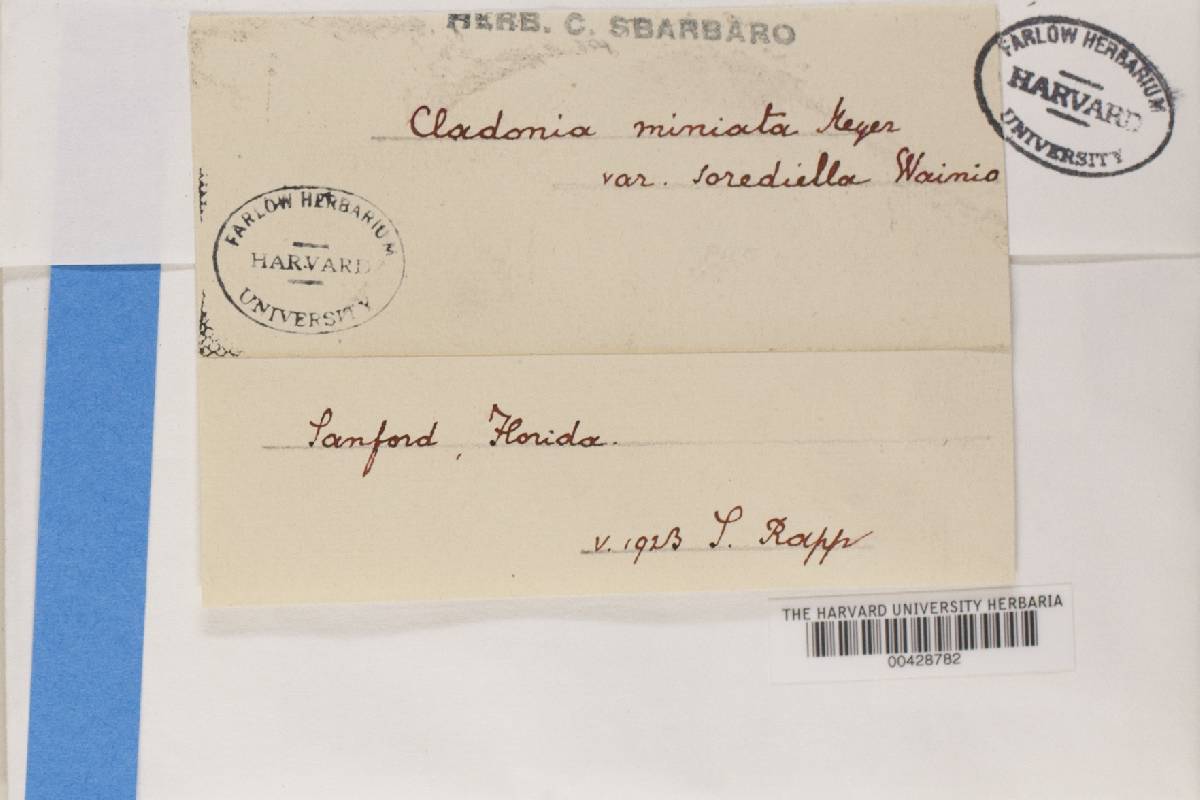 HERB. C. SBARBARO
FARLOW HERBARIUM
HARVARD
UNIVERSITY
Cladonia miniata Meyer
var. sorediella Wainio
FARLOW HERBARIUM
HARVARD
UNIVERSITY
Sanford, Florida.
v. 1923 S. Rapp
THE HARVARD UNIVERSITY HERBARIA
00428782